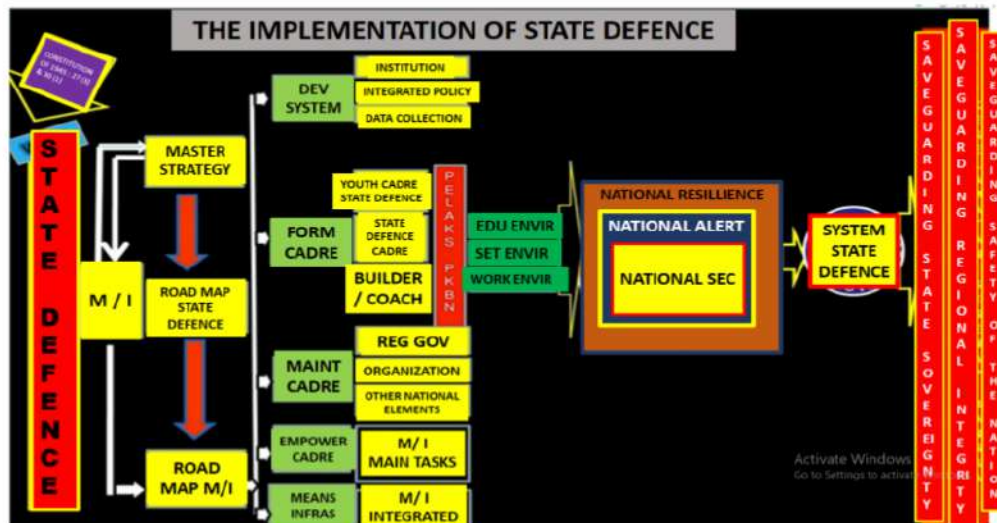 THE IMPLEMENTATION OF STATE DEFENCE
CONSTITUTION
OF 1945 : 27 (3)
& 30 (1)
STATE DEFENCE
MASTER
STRATEGY
M / I
ROAD MAP
STATE
DEFENCE
ROAD
MAP M/I
DEV
SYSTEM
INSTITUTION
INTEGRATED POLICY
DATA COLLECTION
FORM
CADRE
YOUTH CADRE
STATE DEFENCE
STATE
DEFENCE
CADRE
BUILDER
/ COACH
PELAKS PKBN
EDU ENVIR
SET ENVIR
WORK ENVIR
MAINT
CADRE
REG GOV
ORGANIZATION
OTHER NATIONAL
ELEMENTS
EMPOWER
CADRE
M/ I
MAIN TASKS
MEANS
INFRAS
M/ I
INTEGRATED
NATIONAL RESILLIENCE
NATIONAL ALERT
NATIONAL SEC
SYSTEM
STATE
DEFENCE
SAVEGUARDING STATE SOVEREIGNTY
SAVEGUARDING REGIONAL INTEGRITY
SAVEGUARDING SAFETY OF THE NATION
Activate Windows
Go to Settings to activate